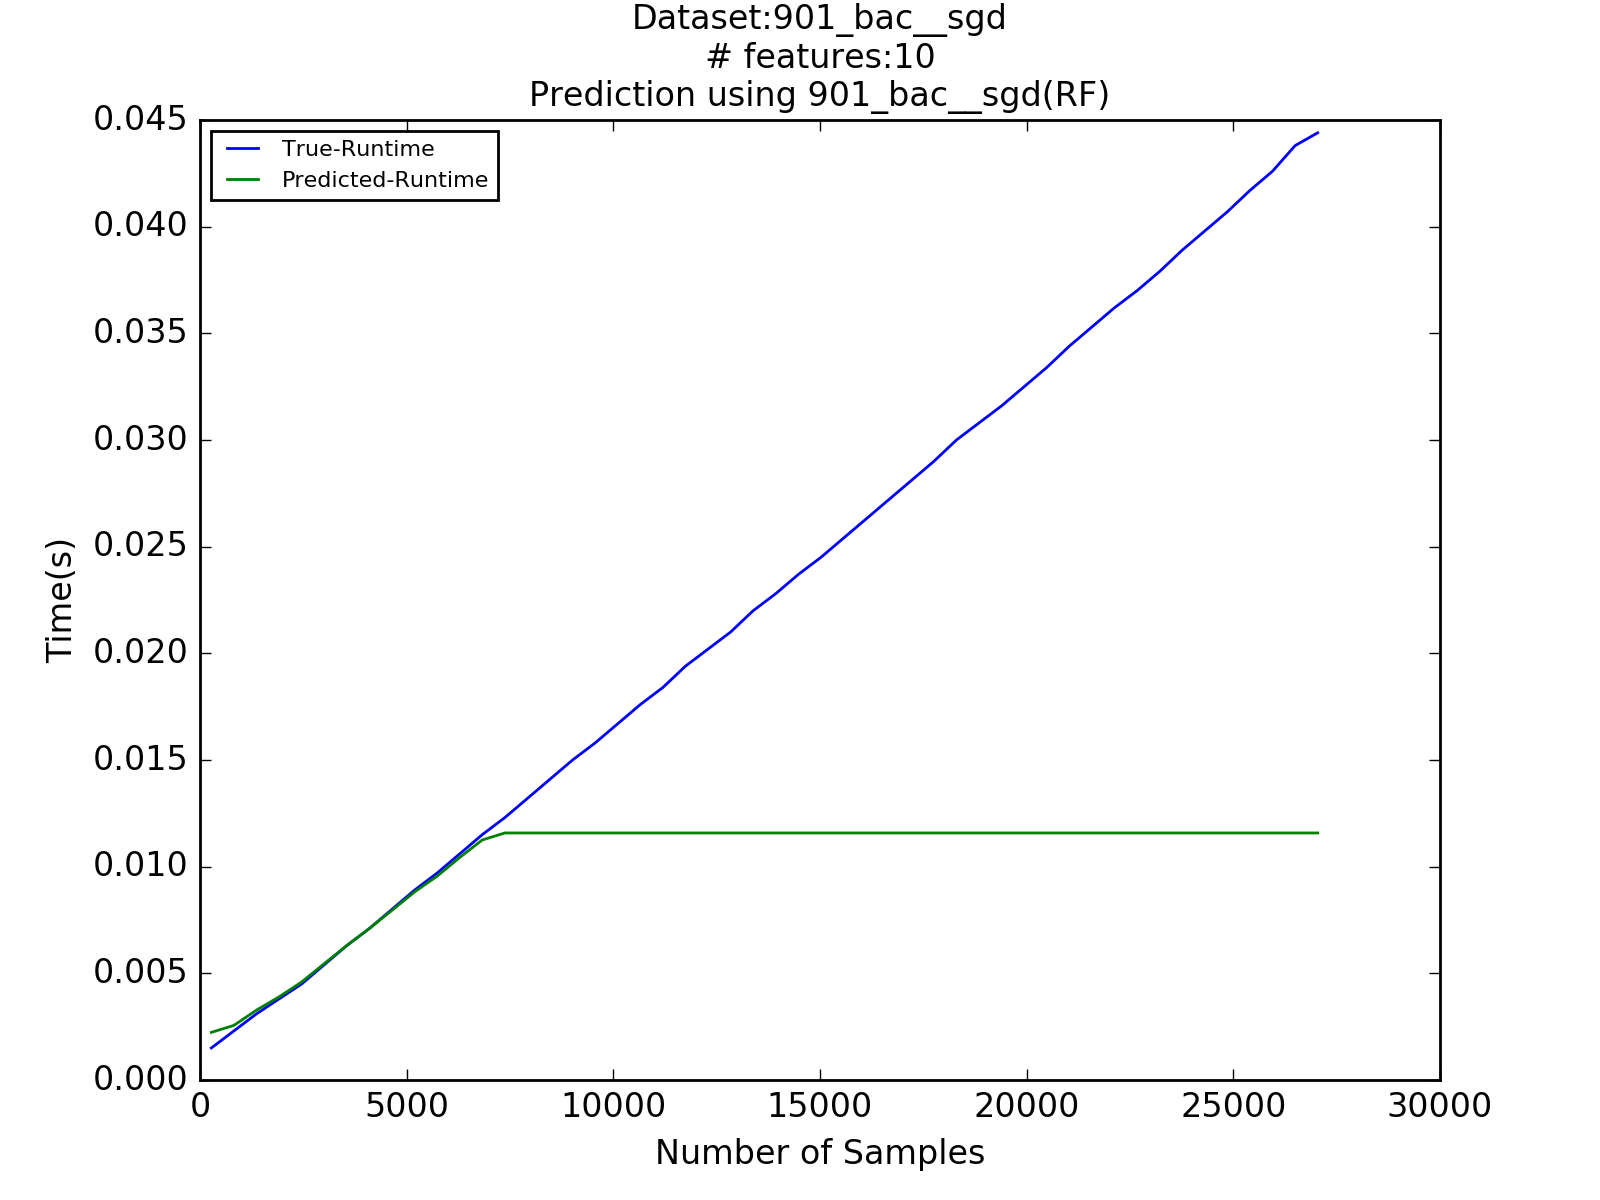 Dataset:901_bac__sgd
# features:10
Prediction using 901_bac__sgd(RF)
True-Runtime
Predicted-Runtime
0.045
0.040
0.035
0.030
0.025
0.020
0.015
0.010
0.005
0.000
Time(s)
0 5000 10000 15000 20000 25000 30000
Number of Samples